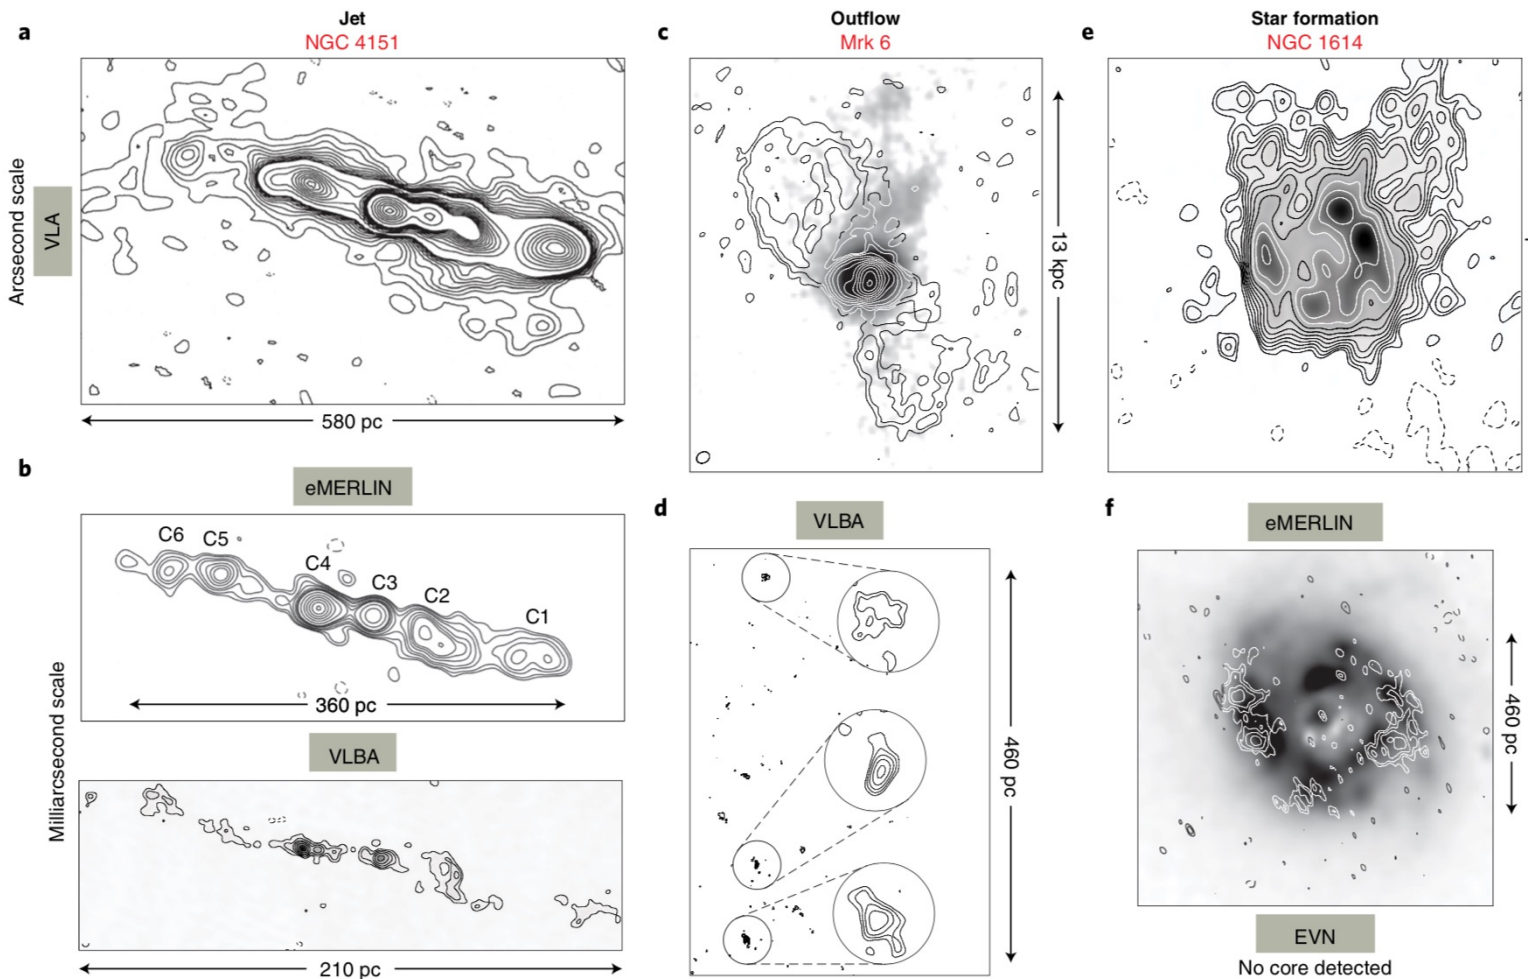 a
Jet
NGC 4151
Arcsecond scale
VLA
580 pc
b
eMERLIN
C6
C5
C4
C3
C2
C1
360 pc
Milliarcsecond scale
VLBA
210 pc
c
Outflow
Mrk 6
13 kpc
d
VLBA
460 pc
e
Star formation
NGC 1614
f
eMERLIN
460 pc
EVN
No core detected